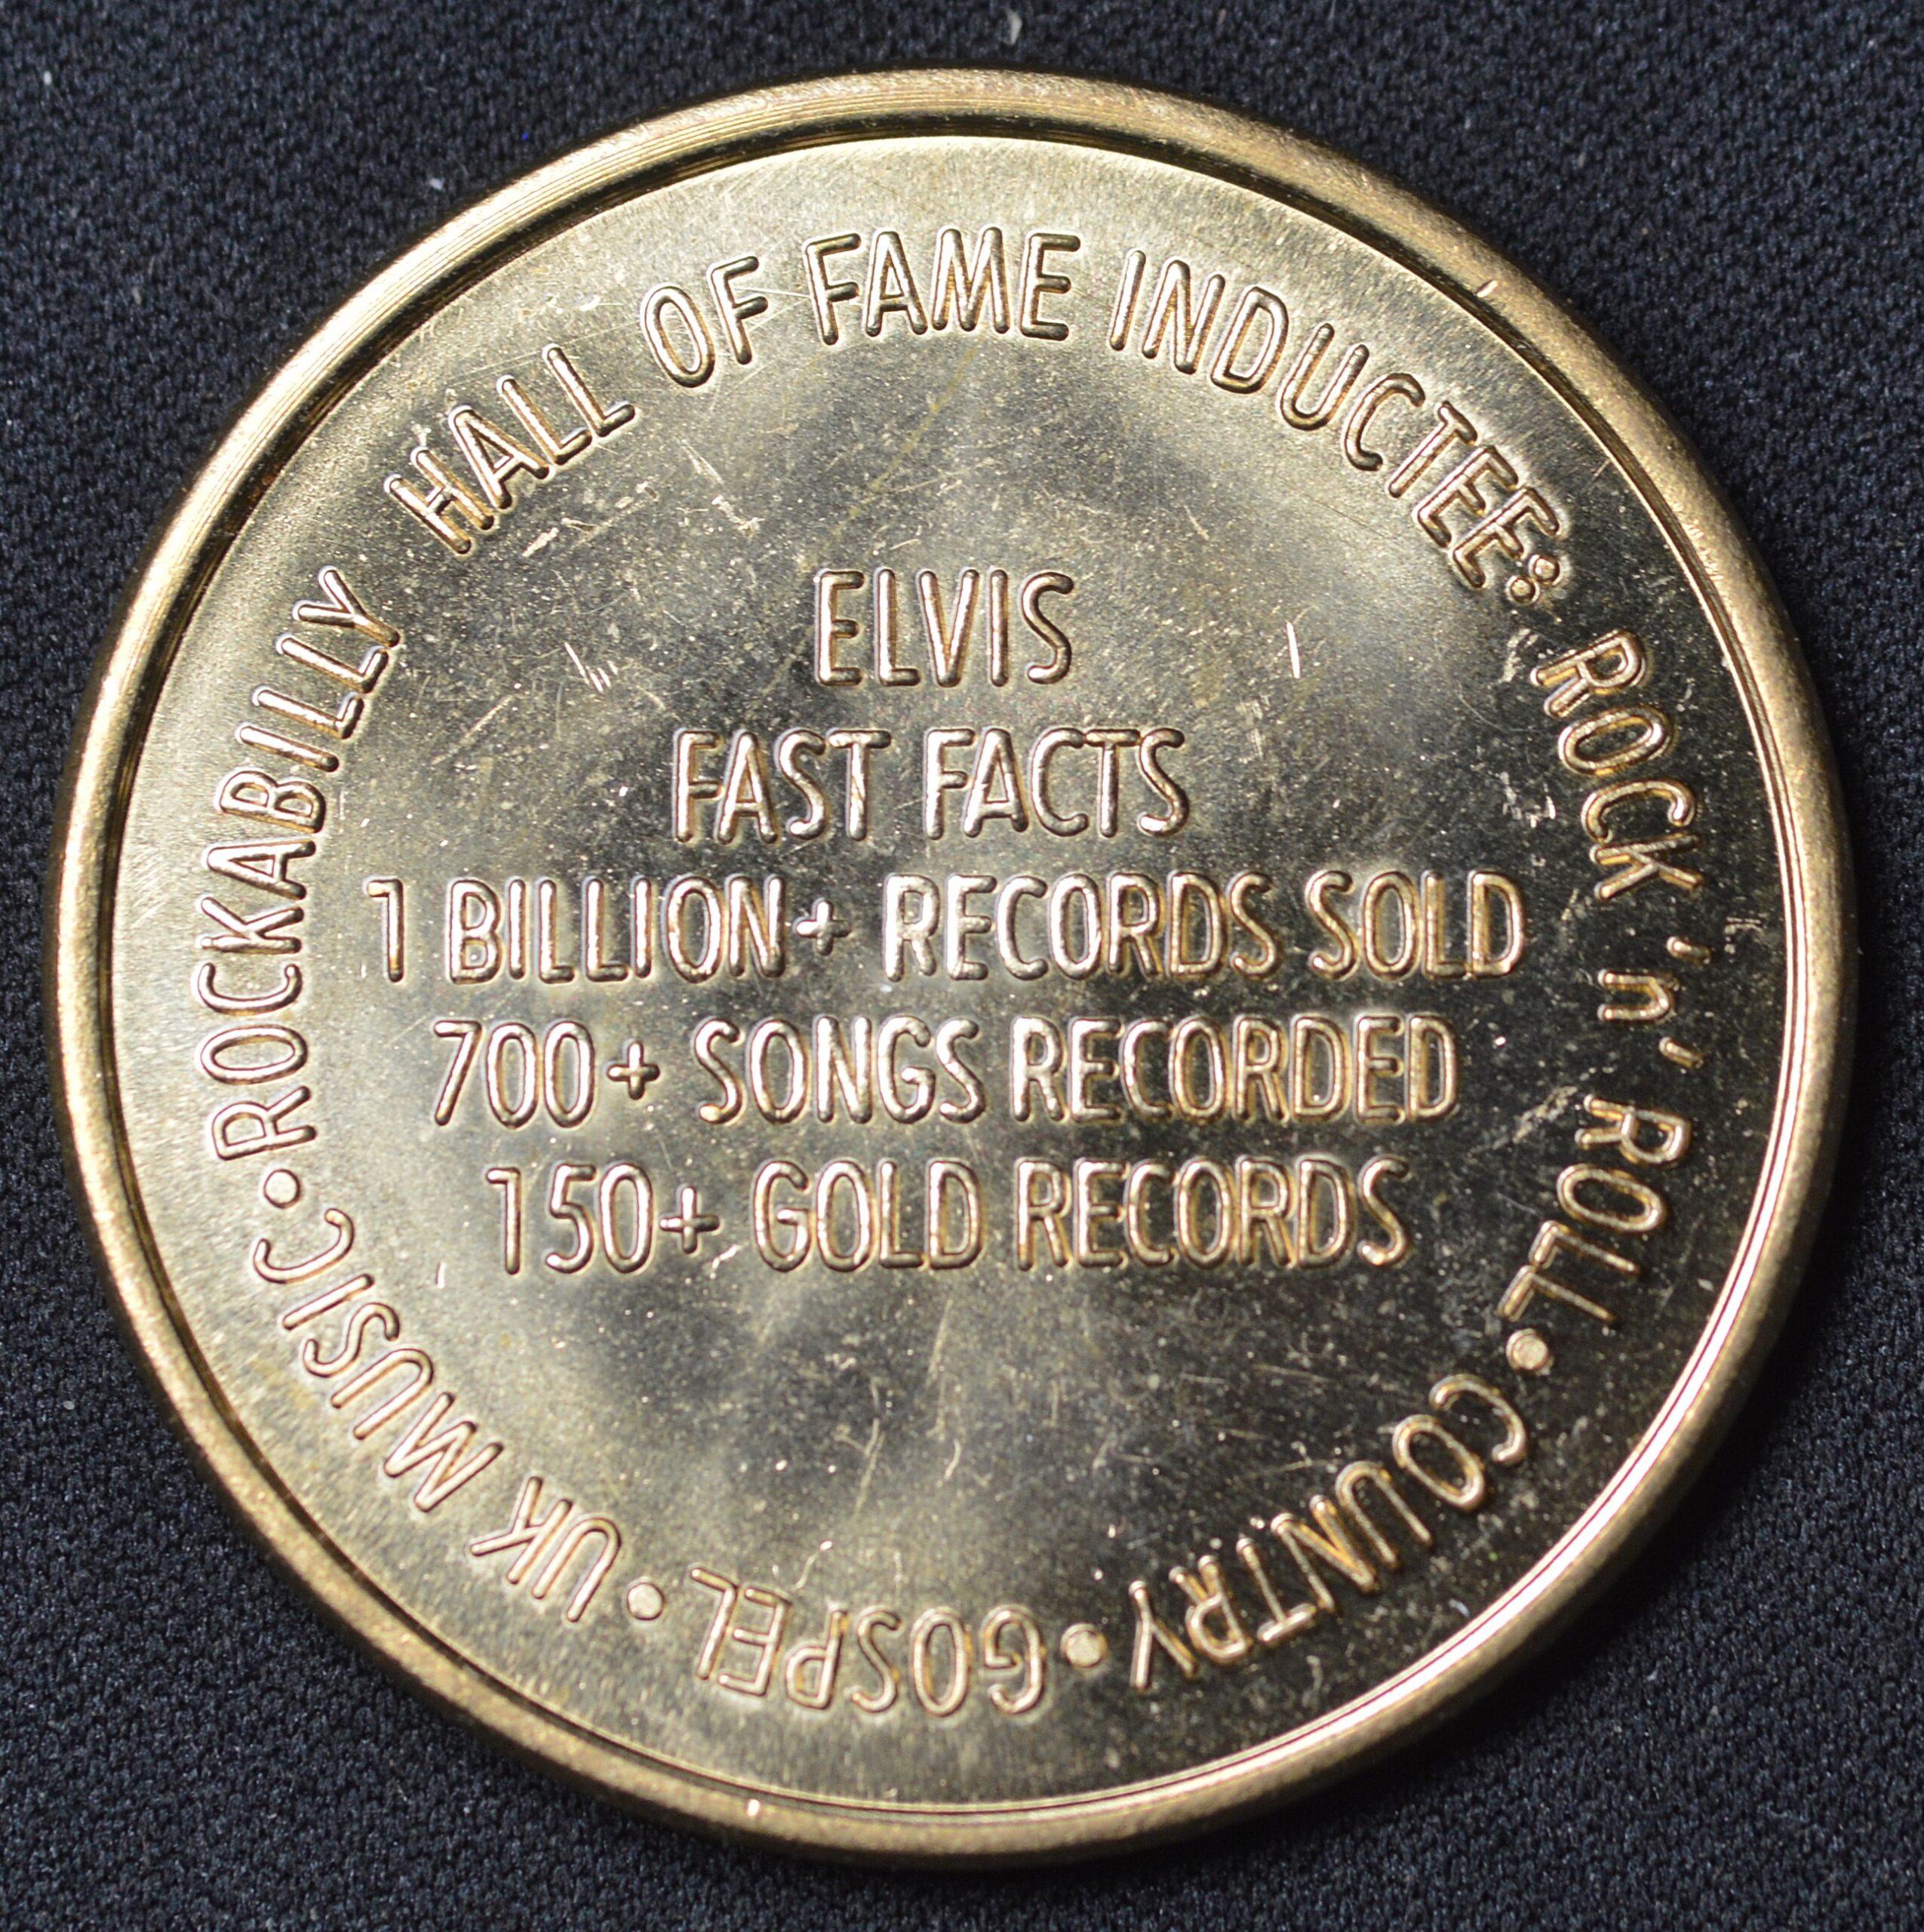 HALL OF FAME INDUCTEE: ROCK 'n' ROLL • COUNTRY • GOSPEL • UK MUSIC • ROCKABILLY
ELVIS
FAST FACTS
1 BILLION+ RECORDS SOLD
700+ SONGS RECORDED
150+ GOLD RECORDS